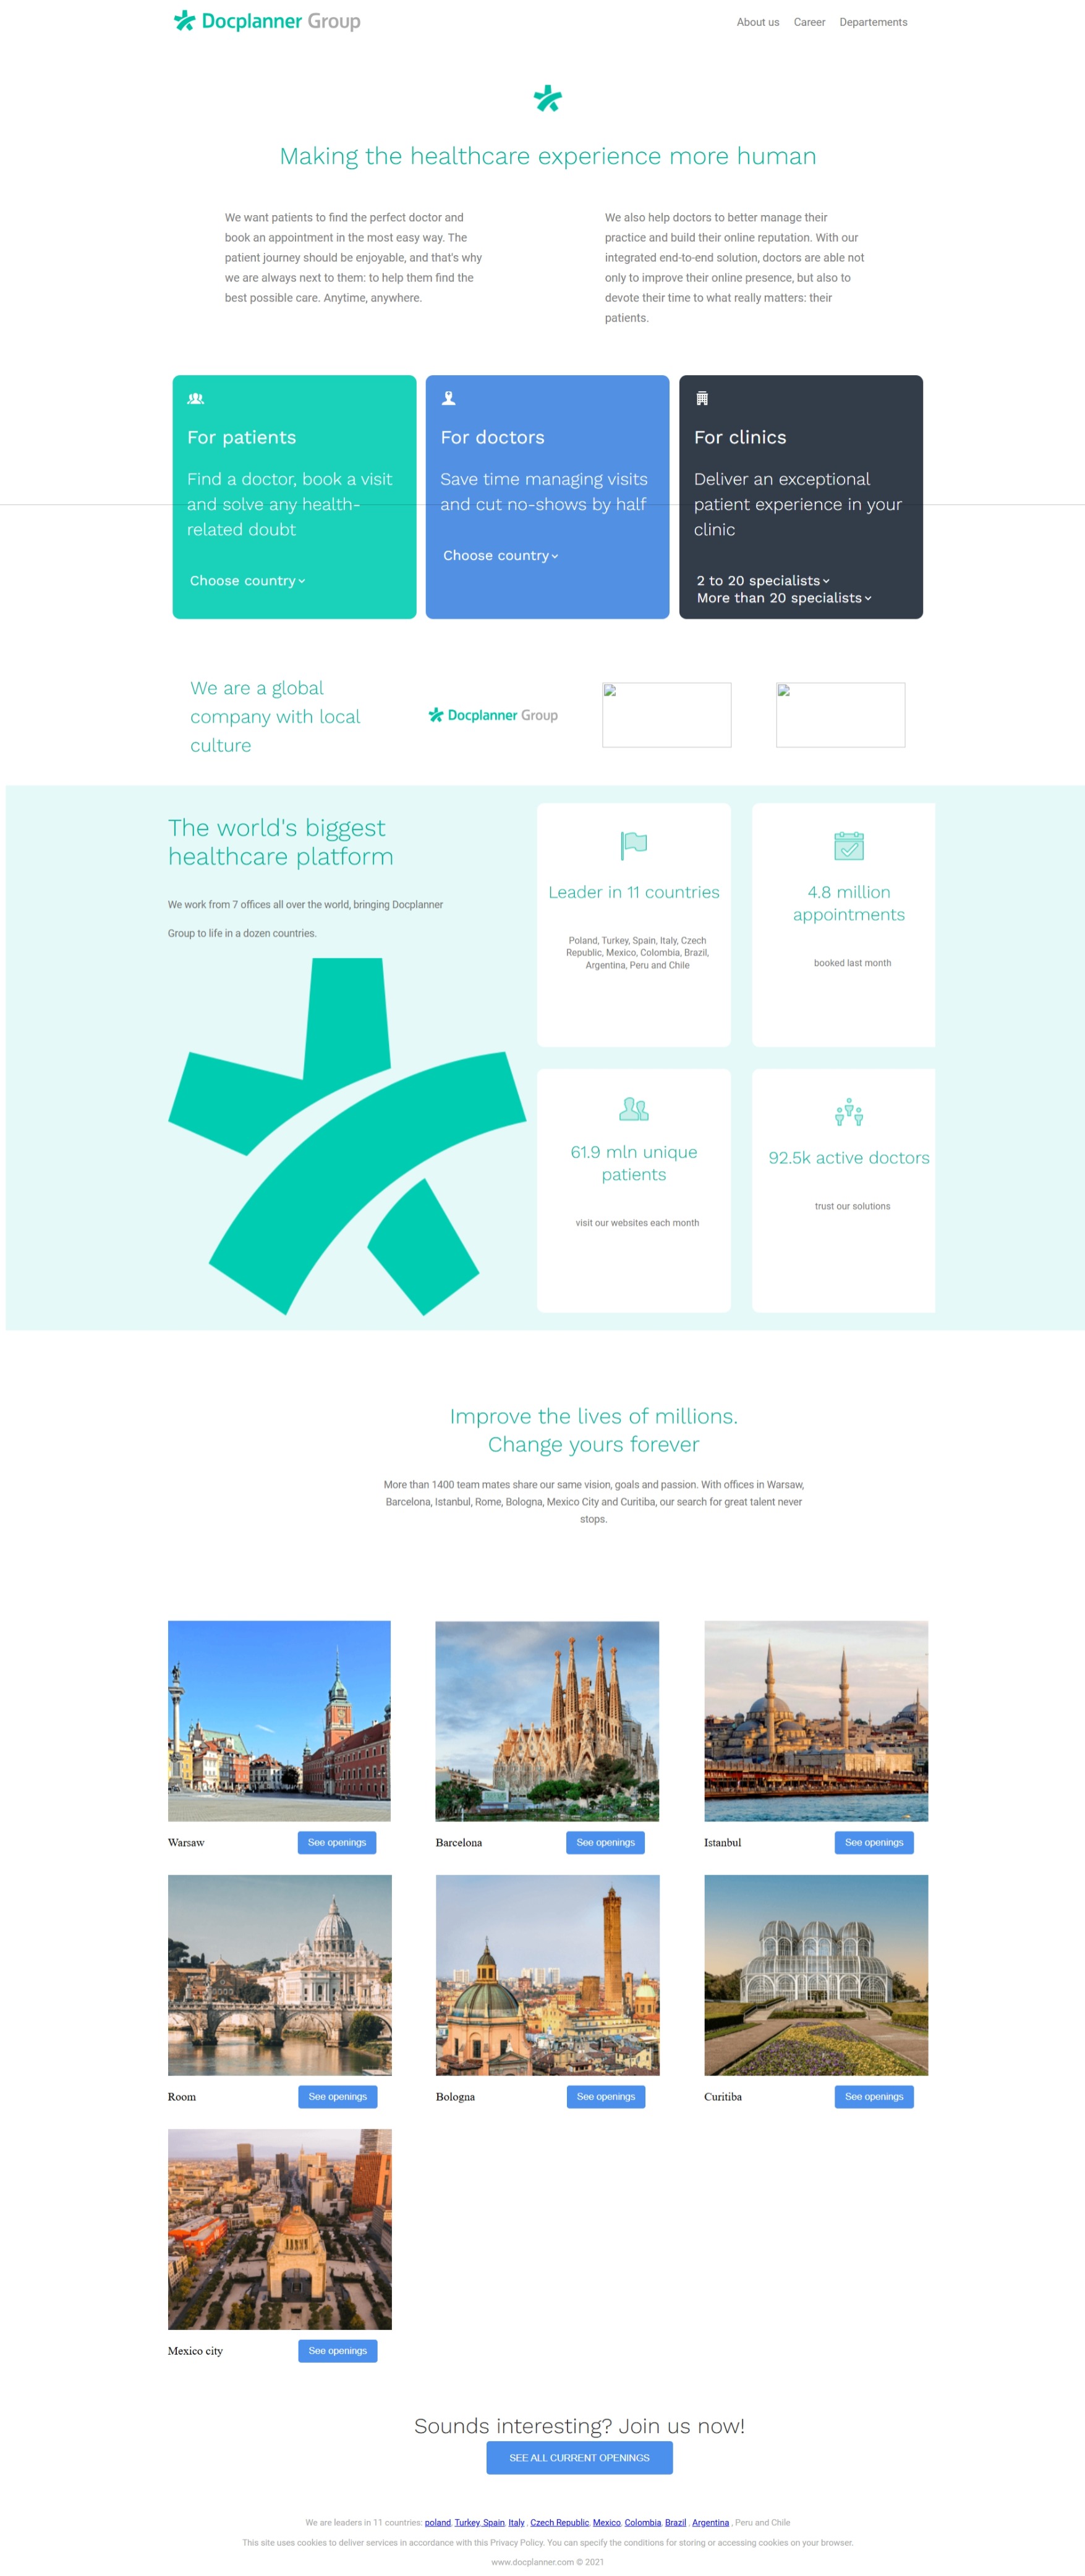 Docplanner Group
About us Career Departements
Making the healthcare experience more human
We want patients to find the perfect doctor and
book an appointment in the most easy way. The
patient journey should be enjoyable, and that's why
we are always next to them: to help them find the
best possible care. Anytime, anywhere.
We also help doctors to better manage their
practice and build their online reputation. With our
integrated end-to-end solution, doctors are able not
only to improve their online presence, but also to
devote their time to what really matters: their
patients.
For patients
Find a doctor, book a visit
and solve any health-
related doubt
Choose country
For doctors
Save time managing visits
and cut no-shows by half
Choose country
For clinics
Deliver an exceptional
patient experience in your
clinic
2 to 20 specialists
More than 20 specialists
We are a global
company with local
culture
Docplanner Group
The world's biggest
healthcare platform
We work from 7 offices all over the world, bringing Docplanner
Group to life in a dozen countries.
Leader in 11 countries
Poland, Turkey, Spain, Italy, Czech
Republic, Mexico, Colombia, Brazil,
Argentina, Peru and Chile
4.8 million
appointments
booked last month
61.9 mln unique
patients
visit our websites each month
92.5k active doctors
trust our solutions
Improve the lives of millions.
Change yours forever
More than 1400 team mates share our same vision, goals and passion. With offices in Warsaw,
Barcelona, Istanbul, Rome, Bologna, Mexico City and Curitiba, our search for great talent never
stops.
Warsaw See openings
Barcelona See openings
Istanbul See openings
Room See openings
Bologna See openings
Curitiba See openings
Mexico city See openings
Sounds interesting? Join us now!
SEE ALL CURRENT OPENINGS
We are leaders in 11 countries: poland, Turkey, Spain, Italy , Czech Republic, Mexico, Colombia, Brazil , Argentina , Peru and Chile
This site uses cookies to deliver services in accordance with this Privacy Policy. You can specify the conditions for storing or accessing cookies on your browser.
www.docplanner.com © 2021